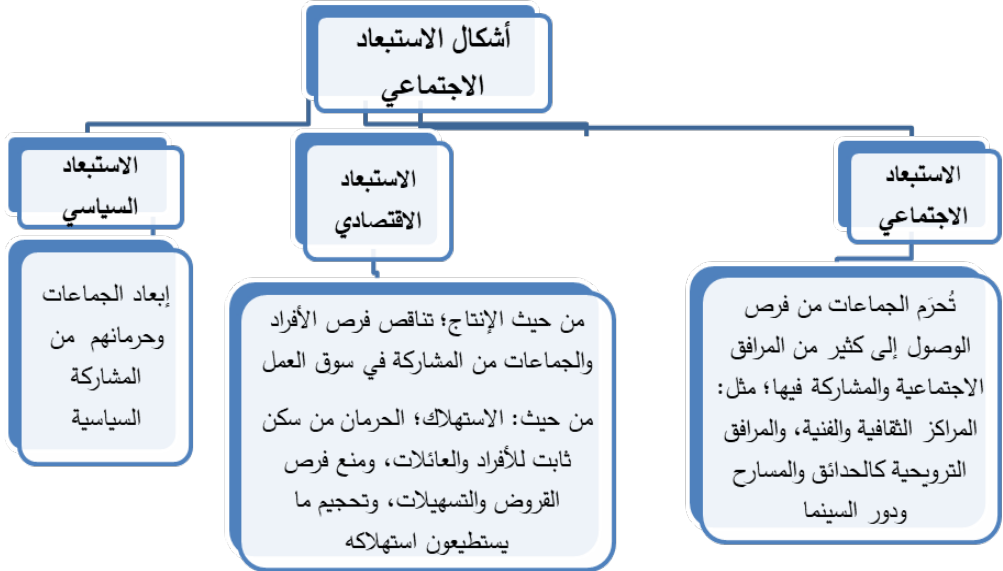 أشكال الاستبعاد
الاجتماعي
الاستبعاد
الاجتماعي
تُحرَم الجماعات من فرص
الوصول إلى كثير من المرافق
الاجتماعية والمشاركة فيها؛ مثل:
المراكز الثقافية والفنية، والمرافق
الترويحية كالحدائق والمسارح
ودور السينما
الاستبعاد
الاقتصادي
من حيث الإنتاج؛ تناقص فرص الأفراد
والجماعات من المشاركة في سوق العمل
من حيث: الاستهلاك؛ الحرمان من سكن
ثابت للأفراد والعائلات، ومنع فرص
القروض والتسهيلات، وتحجيم ما
يستطيعون استهلاكه
الاستبعاد
السياسي
إبعاد الجماعات
وحرمانهم من
المشاركة
السياسية